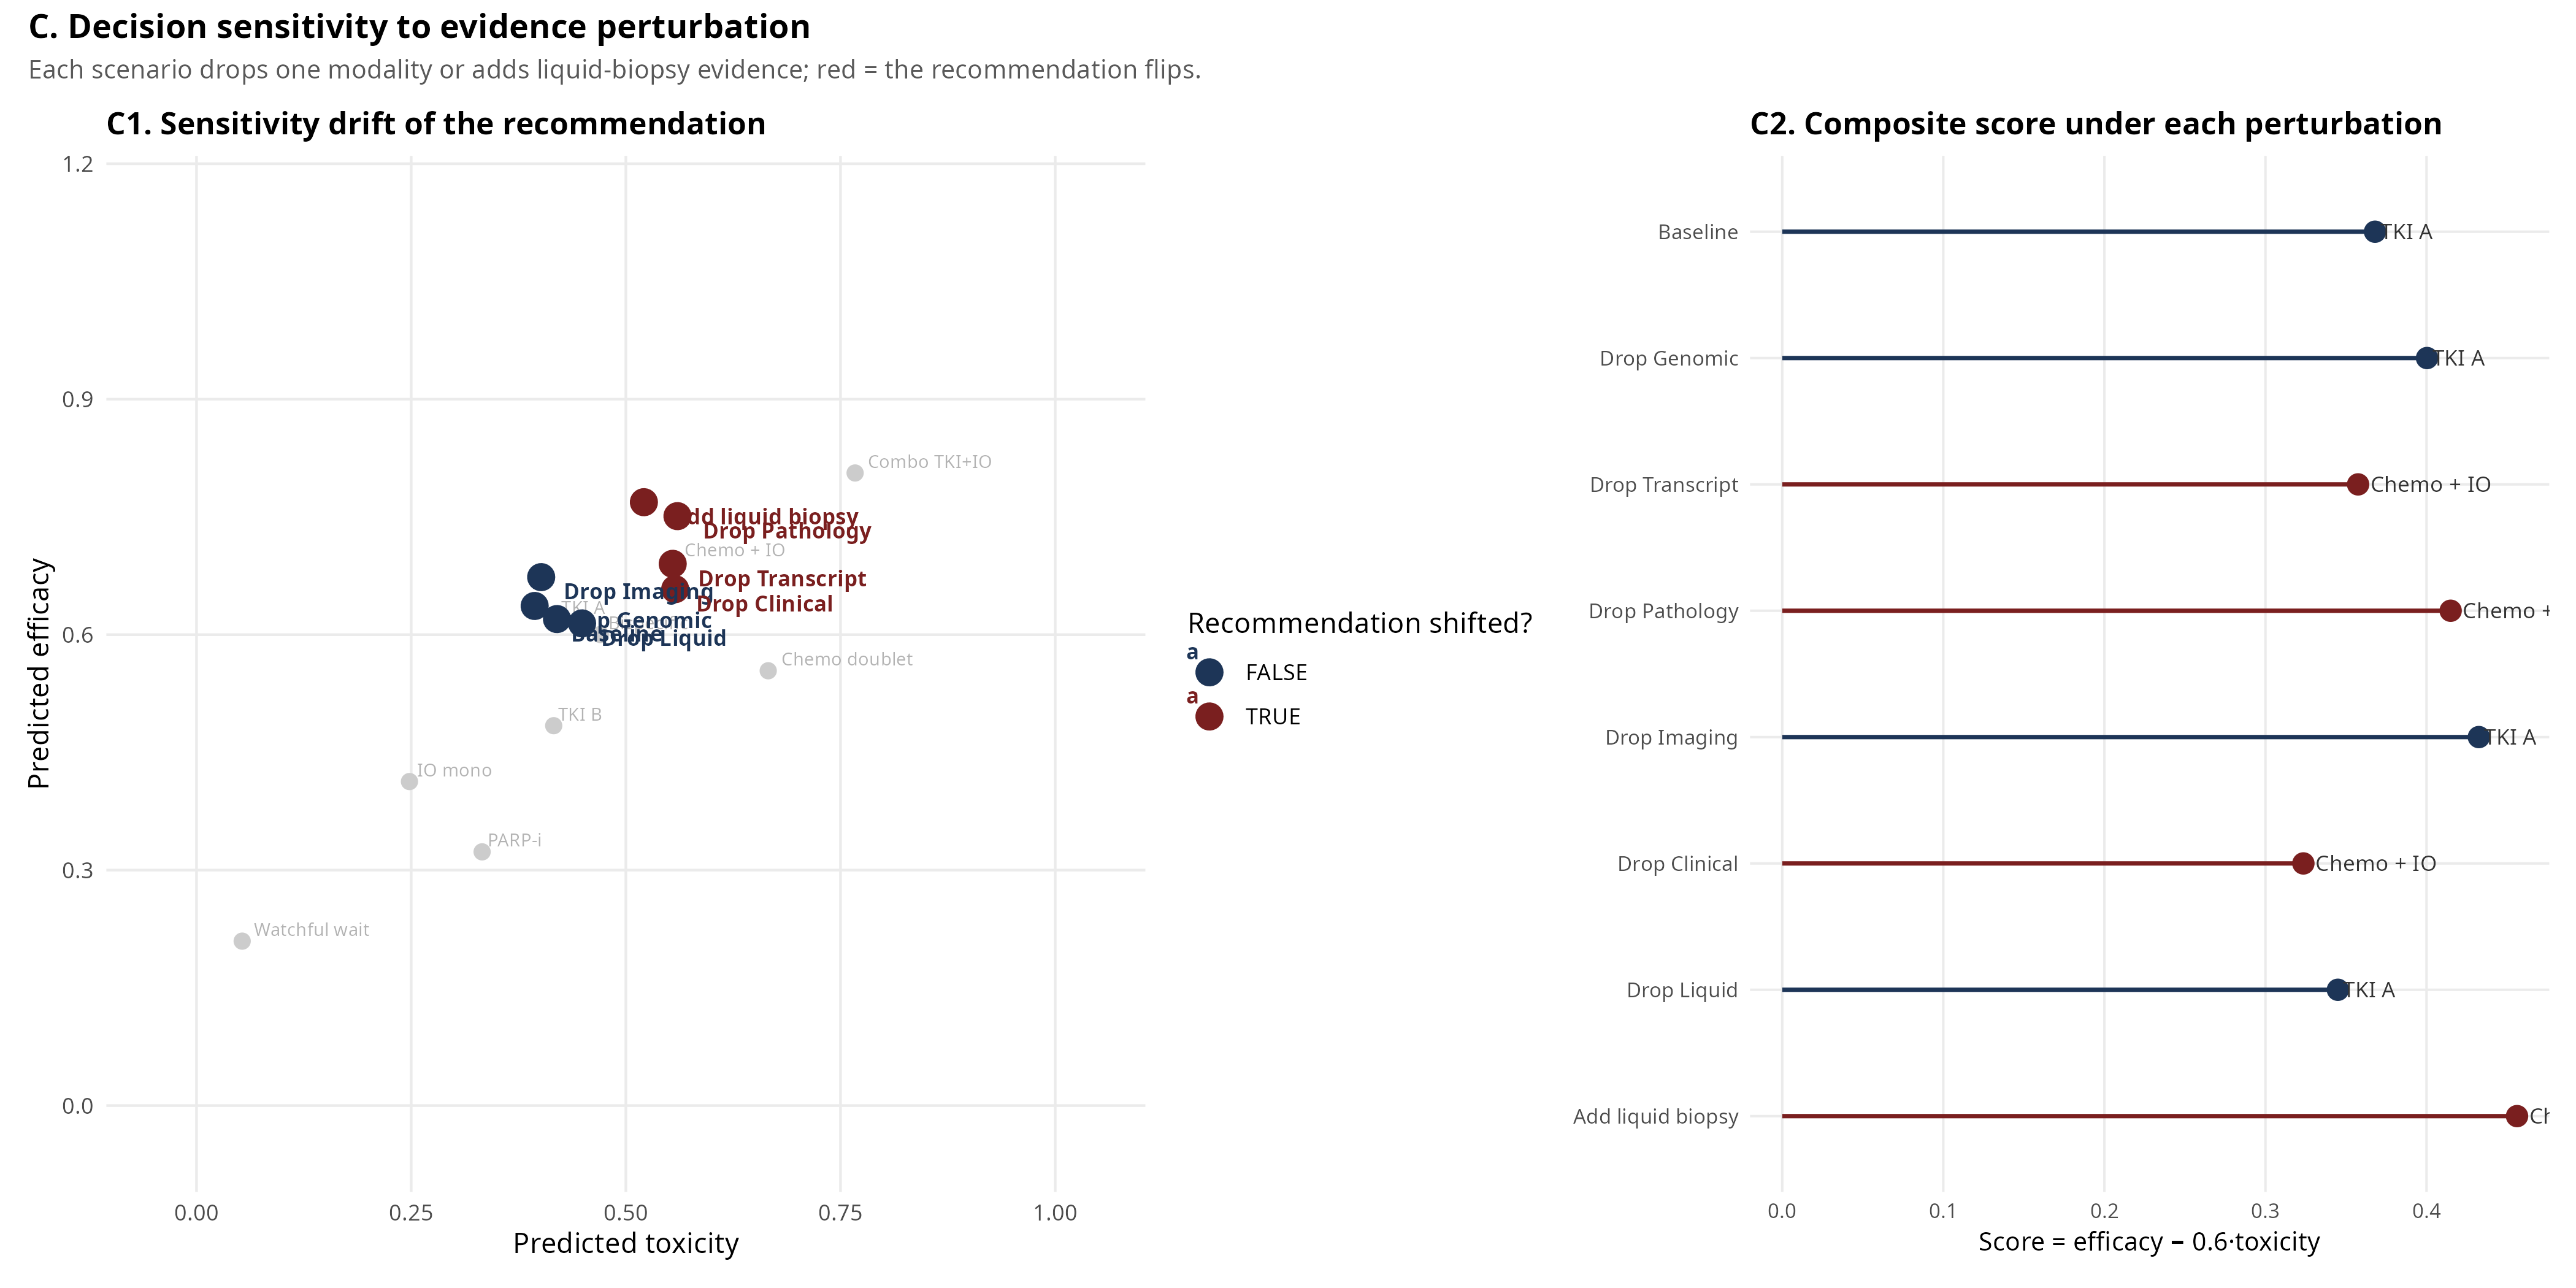 C. Decision sensitivity to evidence perturbation
Each scenario drops one modality or adds liquid-biopsy evidence; red = the recommendation flips.
C1. Sensitivity drift of the recommendation
1.2
0.9
0.6
0.3
0.0
Predicted efficacy
Combo TKI+IO
dd liquid biopsy
Drop Pathology
Chemo + IO
Drop Transcript
Drop Clinical
Drop Imaging
TKI A
p Genomic
Baseline
Drop Liquid
Chemo doublet
TKI B
IO mono
PARP-i
Watchful wait
0.00
0.25
0.50
0.75
1.00
Predicted toxicity
Recommendation shifted?
a
FALSE
a
TRUE
C2. Composite score under each perturbation
Baseline
TKI A
Drop Genomic
TKI A
Drop Transcript
Chemo + IO
Drop Pathology
Chemo +
Drop Imaging
TKI A
Drop Clinical
Chemo + IO
Drop Liquid
TKI A
Add liquid biopsy
Ch
0.0
0.1
0.2
0.3
0.4
Score = efficacy − 0.6·toxicity